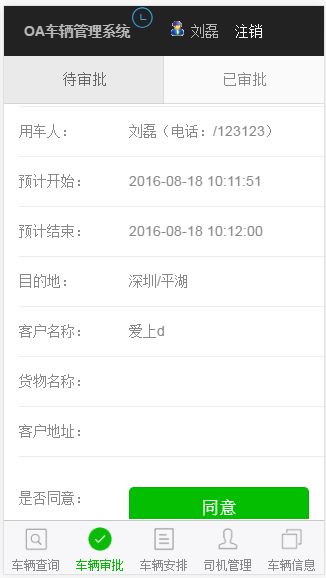 OA车辆管理系统 刘磊 注销
待审批 已审批
用车人： 刘磊（电话：/123123）
预计开始： 2016-08-18 10:11:51
预计结束： 2016-08-18 10:12:00
目的地： 深圳/平湖
客户名称： 爱上d
货物名称：
客户地址：
是否同意： 同意
车辆查询 车辆审批 车辆安排 司机管理 车辆信息